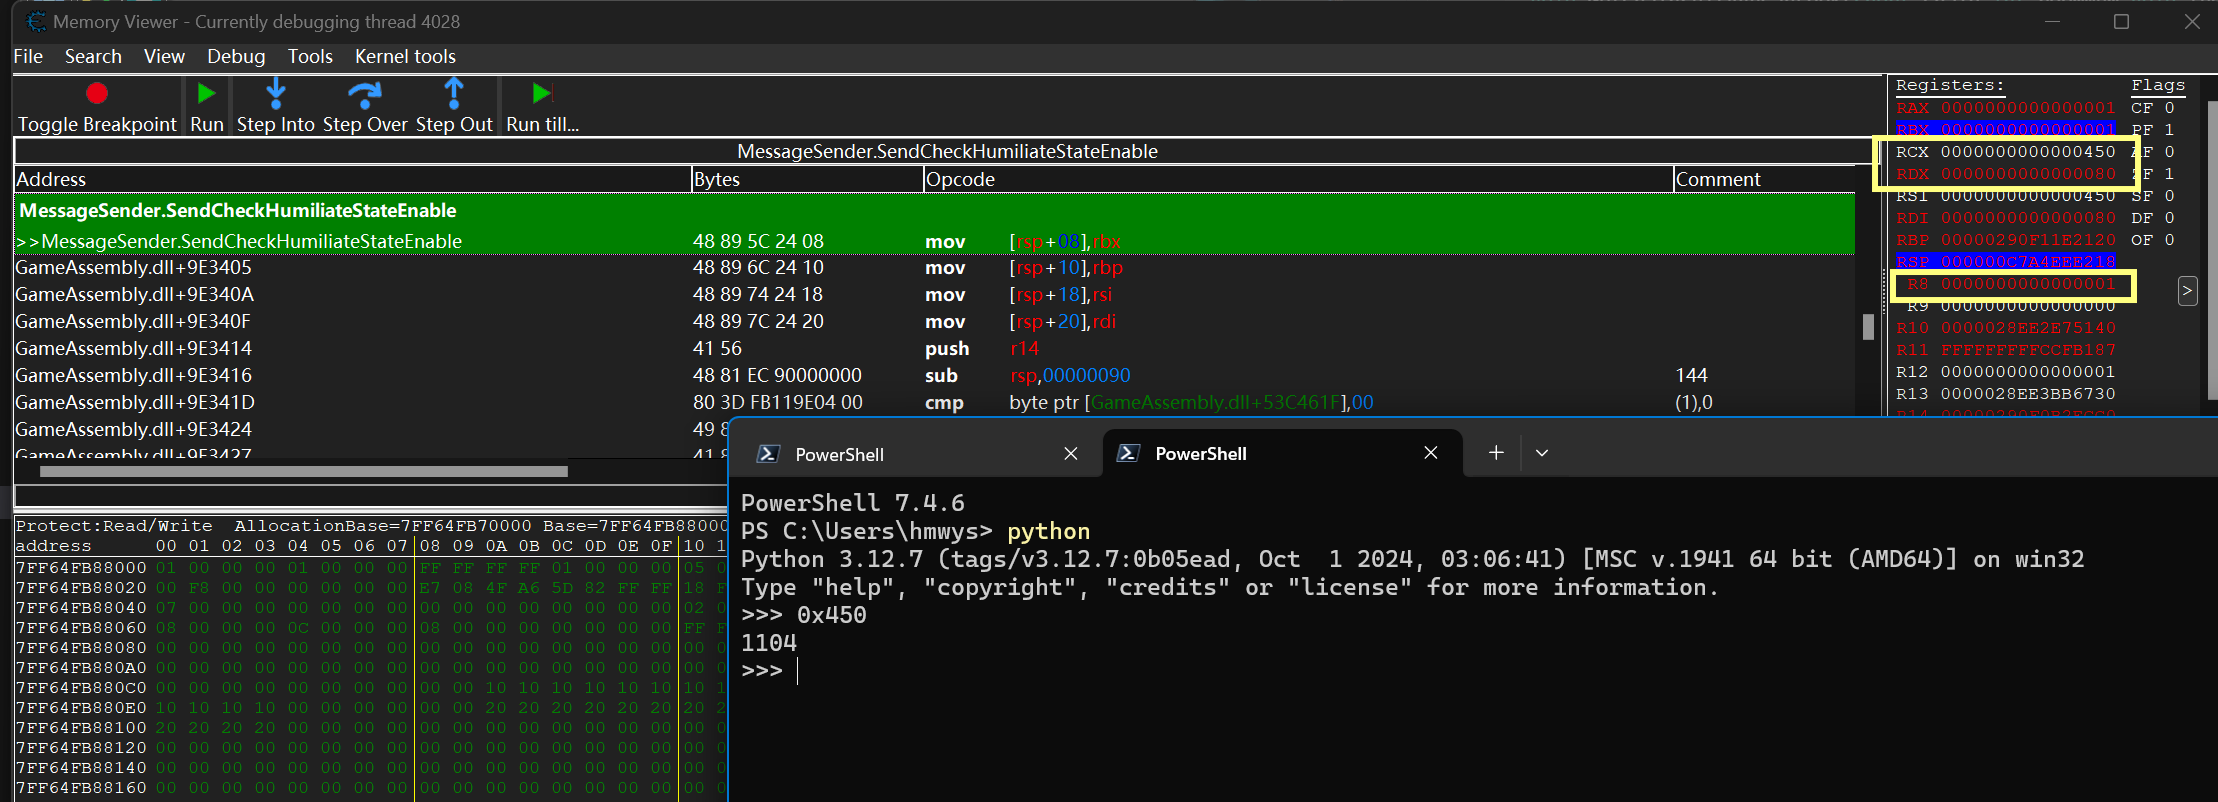 Memory Viewer - Currently debugging thread 4028
File Search View Debug Tools Kernel tools
Toggle Breakpoint Run Step Into Step Over Step Out Run till...
MessageSender.SendCheckHumiliateStateEnable
Address Bytes Opcode Comment
MessageSender.SendCheckHumiliateStateEnable
>>MessageSender.SendCheckHumiliateStateEnable 48 89 5C 24 08 mov [rsp+08],rbx
GameAssembly.dll+9E3405 48 89 6C 24 10 mov [rsp+10],rbp
GameAssembly.dll+9E340A 48 89 74 24 18 mov [rsp+18],rsi
GameAssembly.dll+9E340F 48 89 7C 24 20 mov [rsp+20],rdi
GameAssembly.dll+9E3414 41 56 push r14
GameAssembly.dll+9E3416 48 81 EC 90000000 sub rsp,00000090 144
GameAssembly.dll+9E341D 80 3D FB119E04 00 cmp byte ptr [GameAssembly.dll+53C461F],00 (1),0
GameAssembly.dll+9E3424 49 8
GameAssembly.dll+9E3427 41 8
Registers: Flags
RAX 0000000000000001 CF 0
RBX 0000000000000001 PF 1
RCX 0000000000000450 AF 0
RDX 0000000000000080 ZF 1
RSI 0000000000000450 SF 0
RDI 0000000000000080 DF 0
RBP 00000290F11E2120 OF 0
RSP 000000C7A4EEE218
R8 0000000000000001
R9 0000000000000000
R10 0000028EE2E75140
R11 FFFFFFFFFCCFB187
R12 0000000000000001
R13 0000028EE3BB6730
>
Protect:Read/Write AllocationBase=7FF64FB70000 Base=7FF64FB88000
address 00 01 02 03 04 05 06 07 08 09 0A 0B 0C 0D 0E 0F 10 1
7FF64FB88000 01 00 00 00 01 00 00 00 FF FF FF FF 01 00 00 00 05 0
7FF64FB88020 00 F8 00 00 00 00 00 00 E7 08 4F A6 5D 82 FF FF 18 F
7FF64FB88040 07 00 00 00 00 00 00 00 00 00 00 00 00 00 00 00 02 0
7FF64FB88060 08 00 00 00 0C 00 00 00 08 00 00 00 00 00 00 00 FF F
7FF64FB88080 00 00 00 00 00 00 00 00 00 00 00 00 00 00 00 00 00 0
7FF64FB880A0 00 00 00 00 00 00 00 00 00 00 00 00 00 00 00 00 00 0
7FF64FB880C0 00 00 00 00 00 00 00 00 00 00 10 10 10 10 10 10 10 1
7FF64FB880E0 10 10 10 10 00 00 00 00 00 00 20 20 20 20 20 20 20 2
7FF64FB88100 20 20 20 20 00 00 00 00 00 00 00 00 00 00 00 00 00 0
7FF64FB88120 00 00 00 00 00 00 00 00 00 00 00 00 00 00 00 00 00 0
7FF64FB88140 00 00 00 00 00 00 00 00 00 00 00 00 00 00 00 00 00 0
7FF64FB88160 00 00 00 00 00 00 00 00 00 00 00 00 00 00 00 00 00 0
PowerShell PowerShell
PowerShell 7.4.6
PS C:\Users\hmwys> python
Python 3.12.7 (tags/v3.12.7:0b05ead, Oct  1 2024, 03:06:41) [MSC v.1941 64 bit (AMD64)] on win32
Type "help", "copyright", "credits" or "license" for more information.
>>> 0x450
1104
>>>